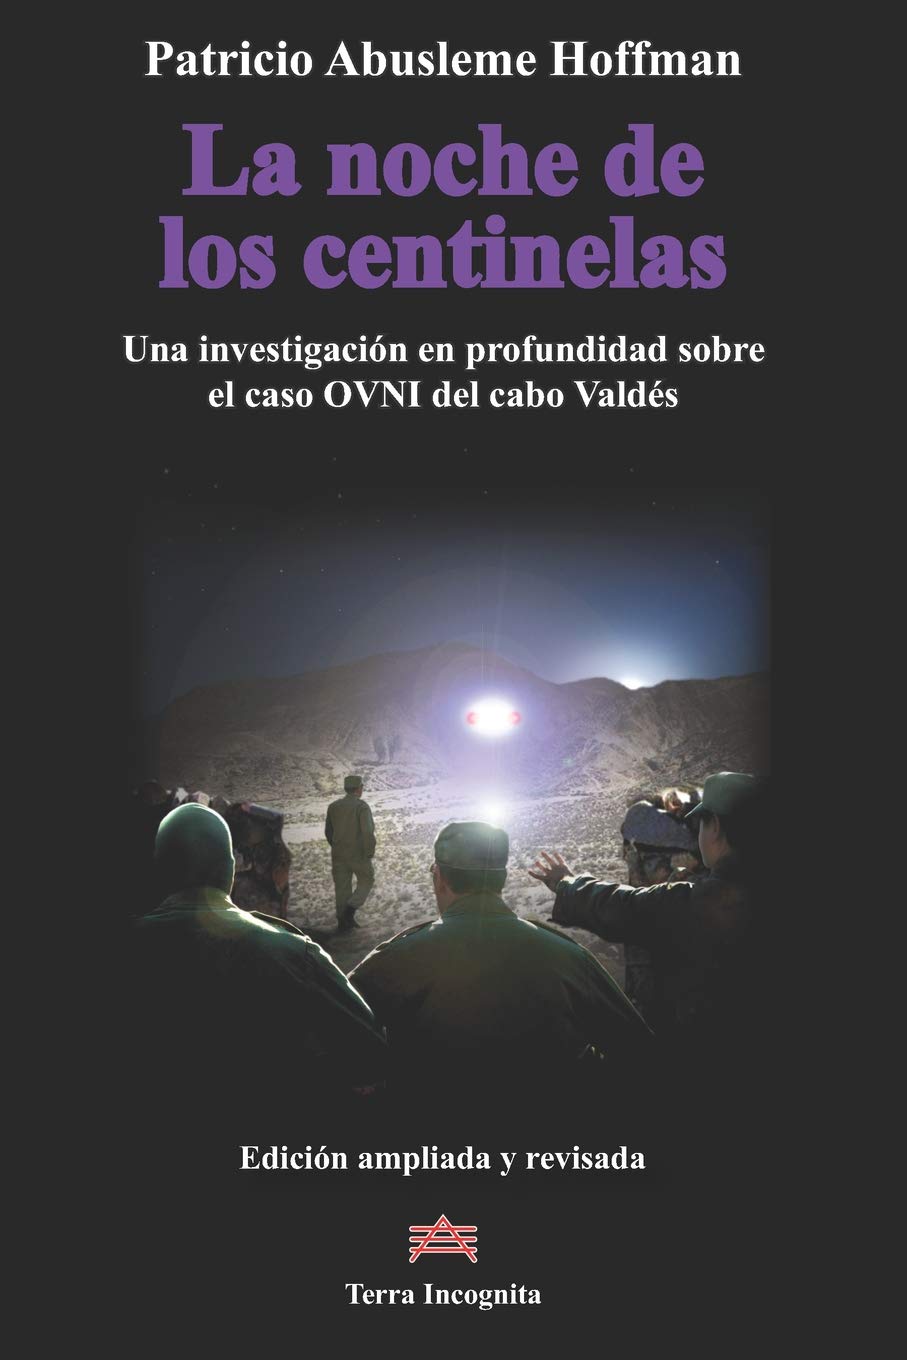 Patricio Abusleme Hoffman
La noche de
los centinelas
Una investigación en profundidad sobre
el caso OVNI del cabo Valdés
Edición ampliada y revisada
Terra Incognita